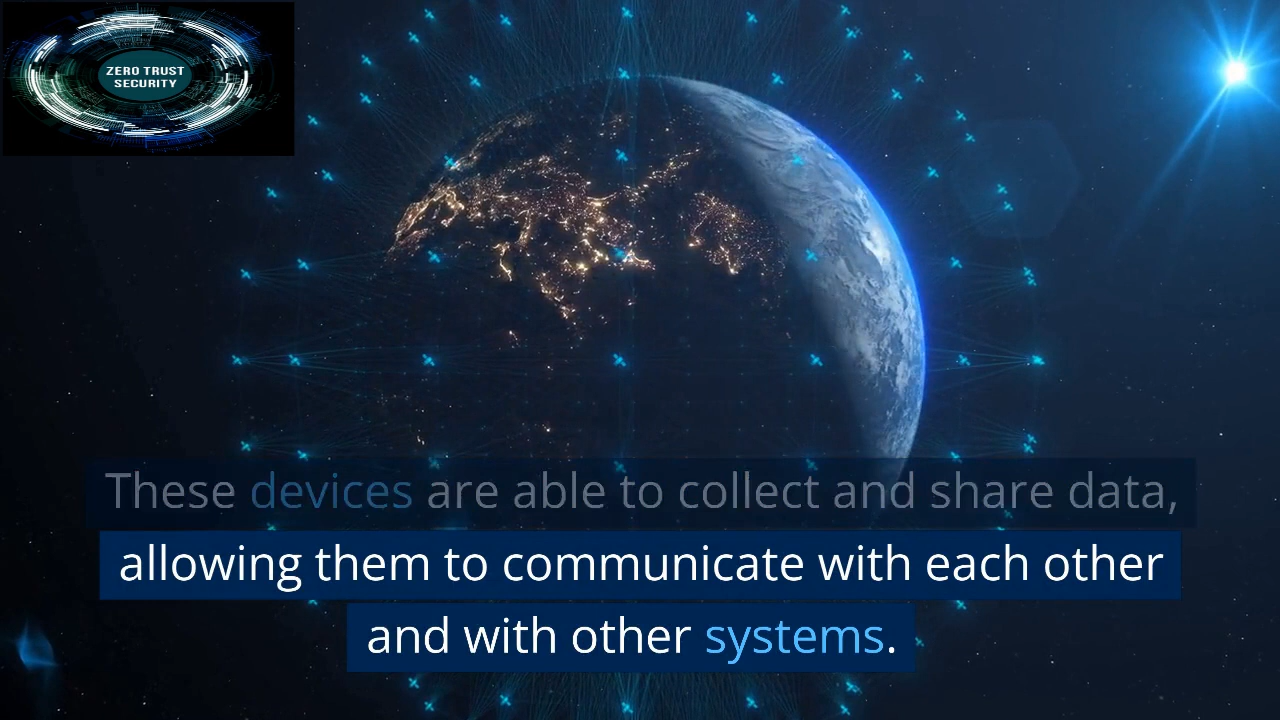 ZERO TRUST
SECURITY
These devices are able to collect and share data,
allowing them to communicate with each other
and with other systems.